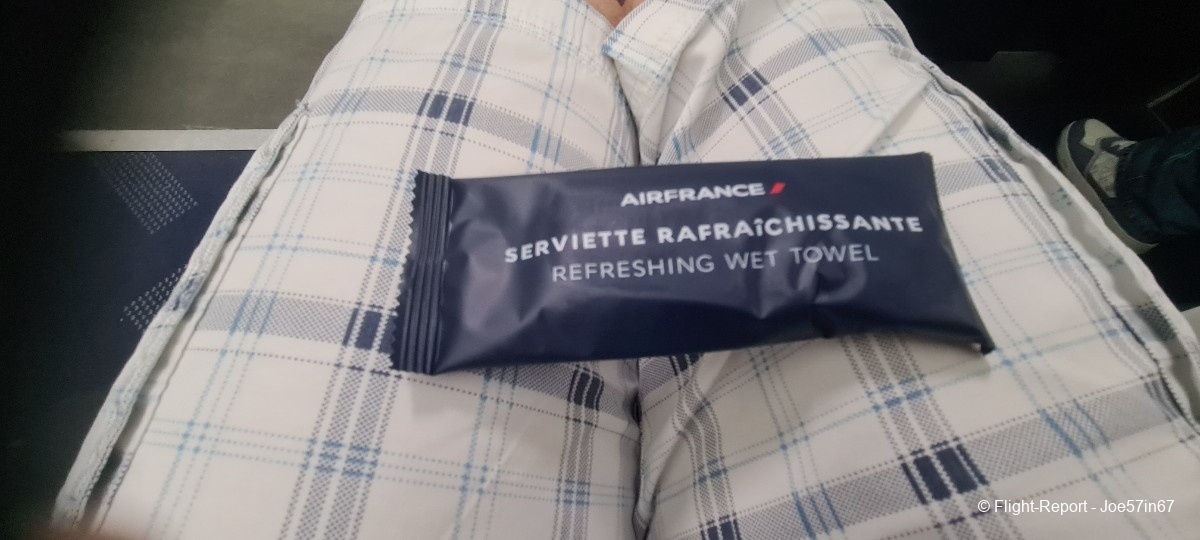 AIRFRANCE
SERVIETTE RAFRAîCHISSANTE
REFRESHING WET TOWEL
© Flight-Report - Joe57in67